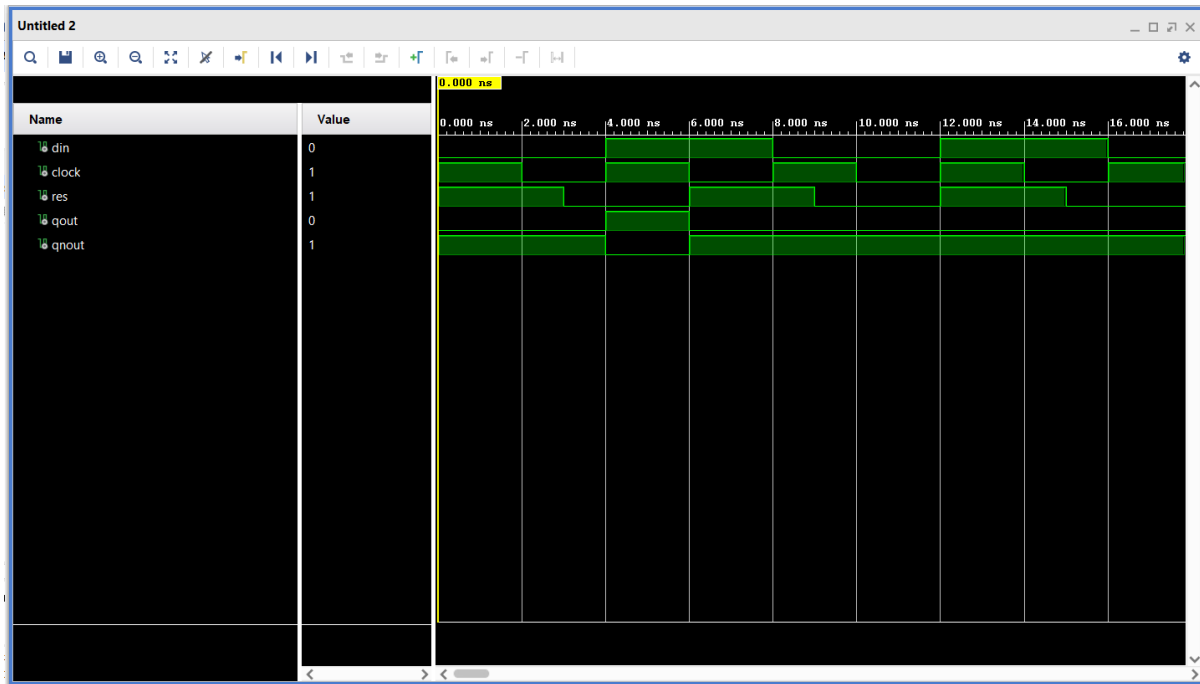 Untitled 2
0.000 ns
Name Value
0.000 ns 2.000 ns 4.000 ns 6.000 ns 8.000 ns 10.000 ns 12.000 ns 14.000 ns 16.000 ns
din 0
clock 1
res 1
qout 0
qnout 1